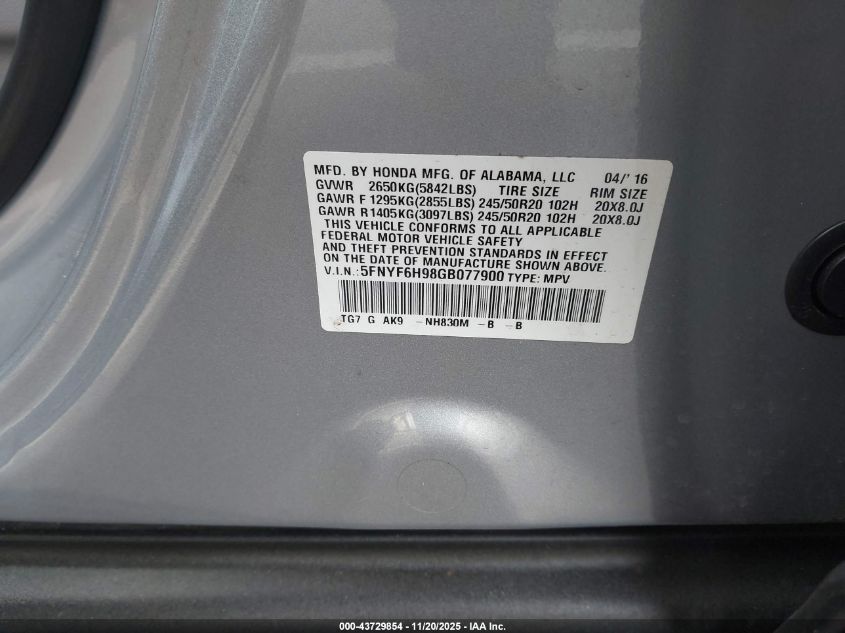 MFD. BY HONDA MFG. OF ALABAMA, LLC 04/' 16
GVWR 2650KG(5842LBS) TIRE SIZE RIM SIZE
GAWR F 1295KG(2855LBS) 245/50R20 102H 20X8.0J
GAWR R 1405KG(3097LBS) 245/50R20 102H 20X8.0J
THIS VEHICLE CONFORMS TO ALL APPLICABLE
FEDERAL MOTOR VEHICLE SAFETY
AND THEFT PREVENTION STANDARDS IN EFFECT
ON THE DATE OF MANUFACTURE SHOWN ABOVE.
V.I.N.:5FNYF6H98GB077900 TYPE: MPV
TG7 G AK9 -NH830M -B -B
000-43729854 - 11/20/2025 - IAA Inc.